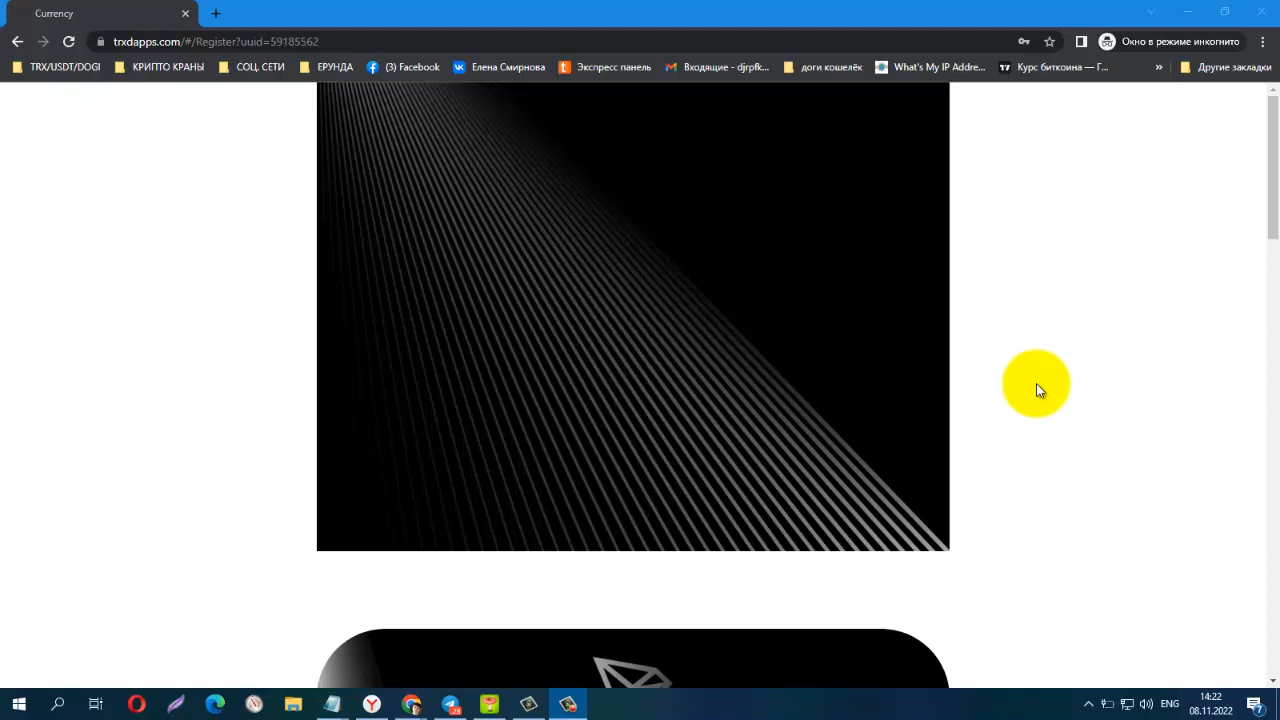 Currency
trxdapps.com/#/Register?uuid=59185562
Окно в режиме инкогнито
TRX/USDT/DOGI
КРИПТО КРАНЫ
СОЦ. СЕТИ
ЕРУНДА
(3) Facebook
Елена Смирнова
Экспресс панель
Входящие - djrpfk...
доги кошелёк
What's My IP Addre...
Курс биткоина — Г...
»
Другие закладки
ENG
14:22
08.11.2022